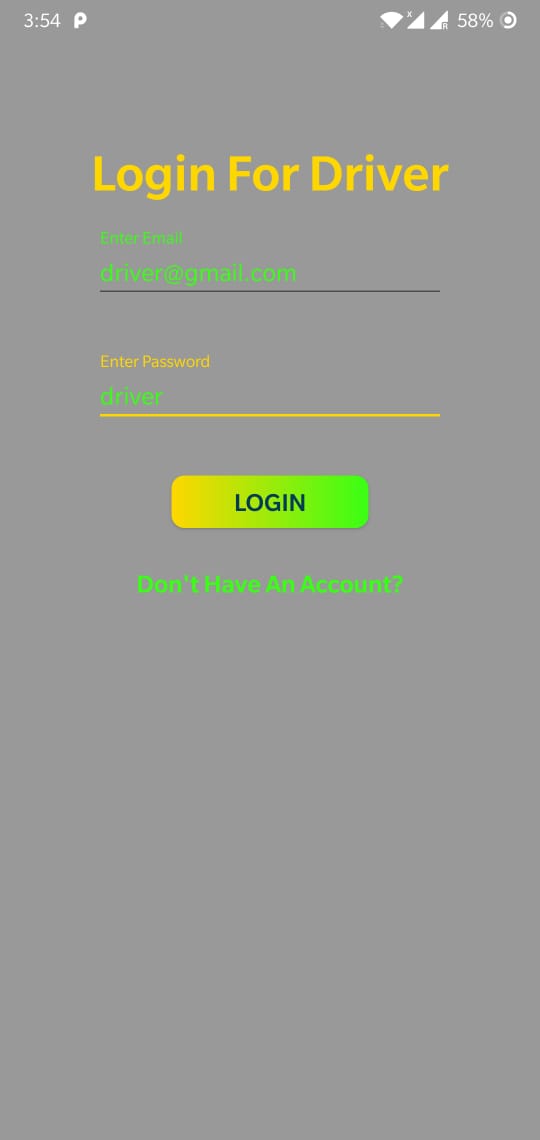 3:54 58%
Login For Driver
Enter Email
driver@gmail.com
Enter Password
driver
LOGIN
Don't Have An Account?